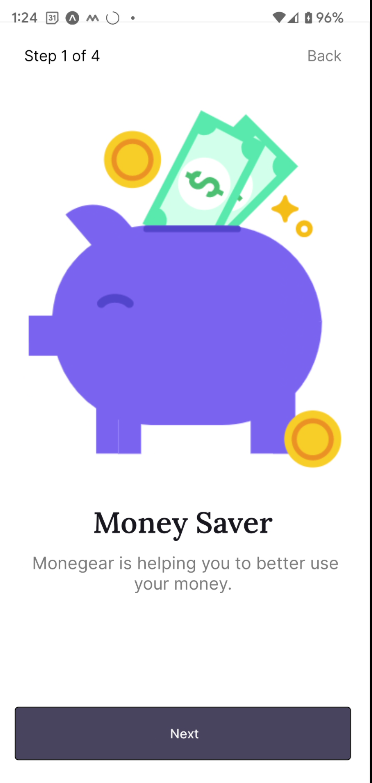 1:24 31 96%
Step 1 of 4 Back
$
Money Saver
Monegear is helping you to better use
your money.
Next